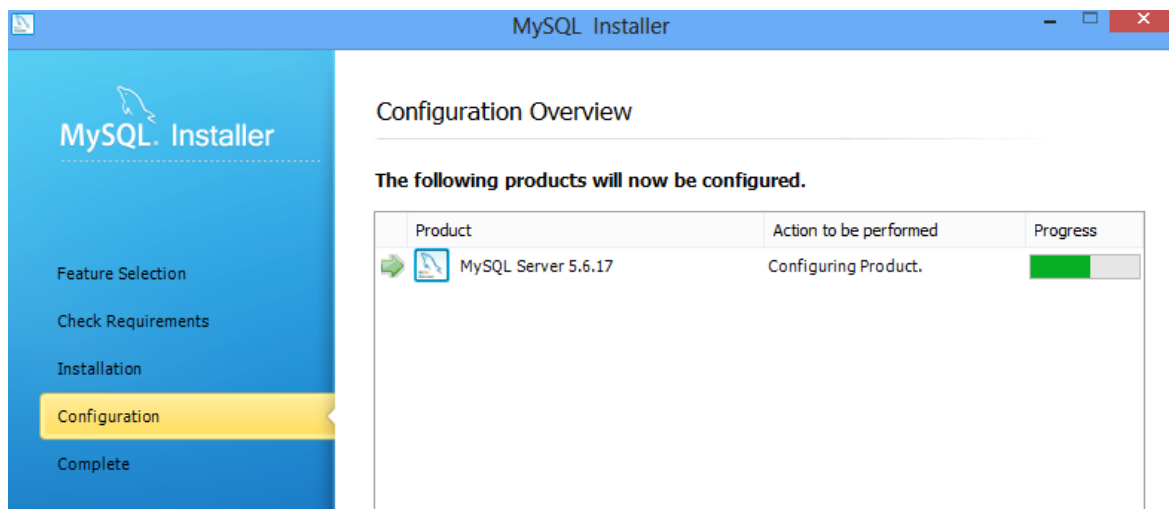 MySQL Installer
MySQL. Installer
Feature Selection
Check Requirements
Installation
Configuration
Complete
Configuration Overview
The following products will now be configured.
Product Action to be performed Progress
MySQL Server 5.6.17 Configuring Product.